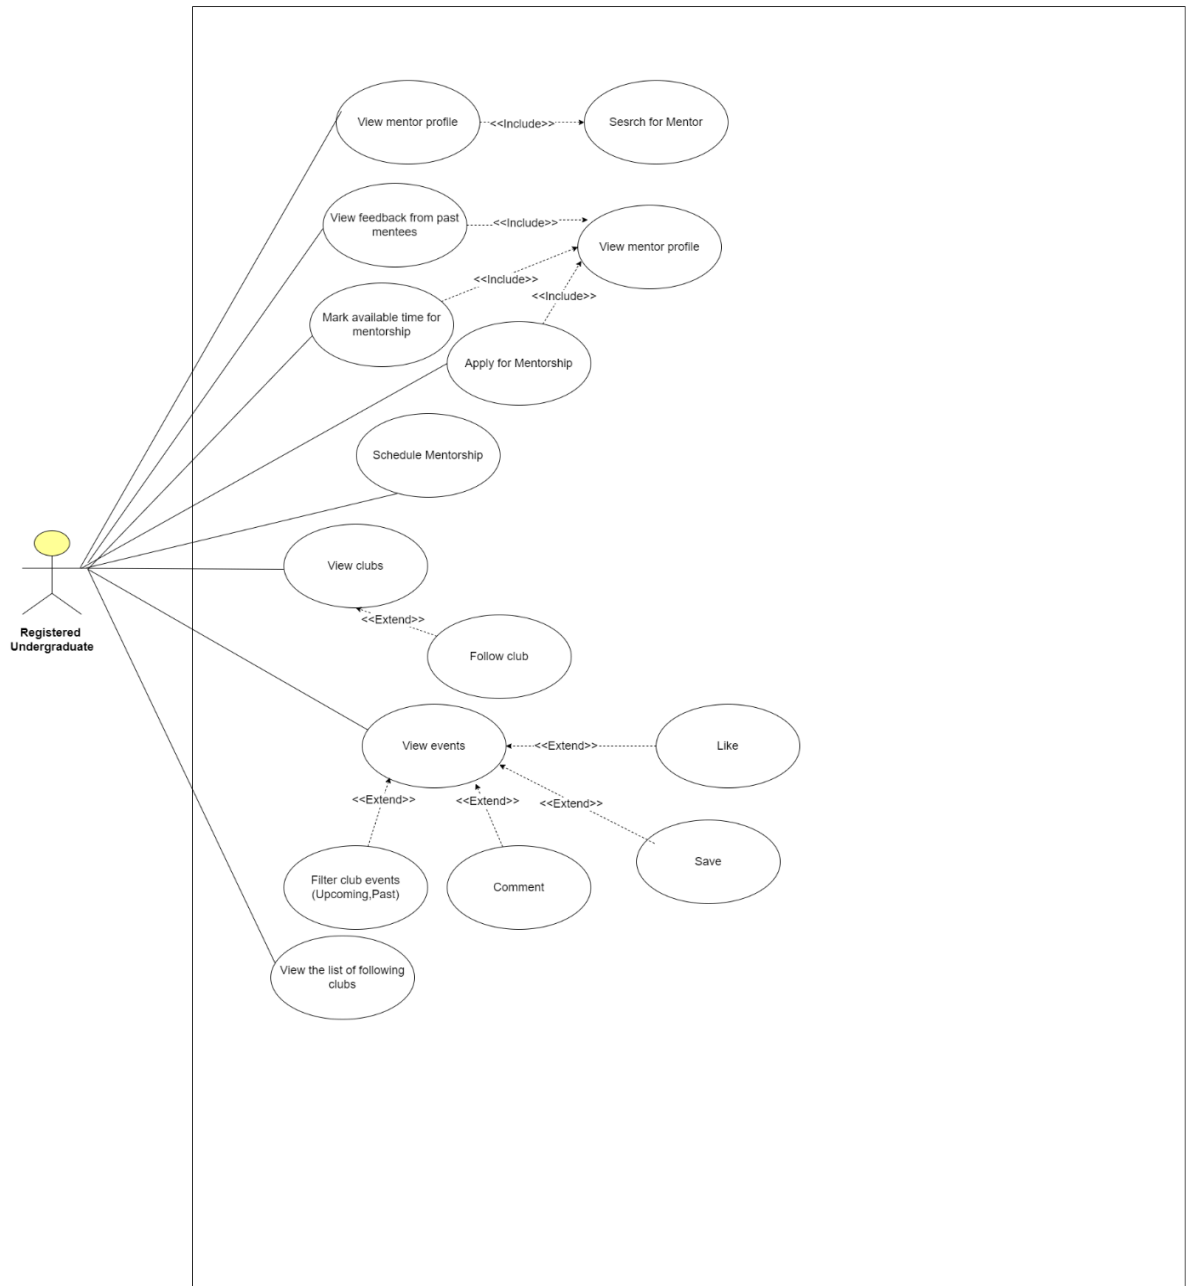 View mentor profile
<<Include>>
Sesrch for Mentor
View feedback from past
mentees
<<Include>>
View mentor profile
<<Include>>
<<Include>>
Mark available time for
mentorship
Apply for Mentorship
Schedule Mentorship
View clubs
<<Extend>>
Follow club
Registered
Undergraduate
View events
<<Extend>>
Like
<<Extend>>
<<Extend>>
<<Extend>>
Save
Filter club events
(Upcoming,Past)
Comment
View the list of following
clubs